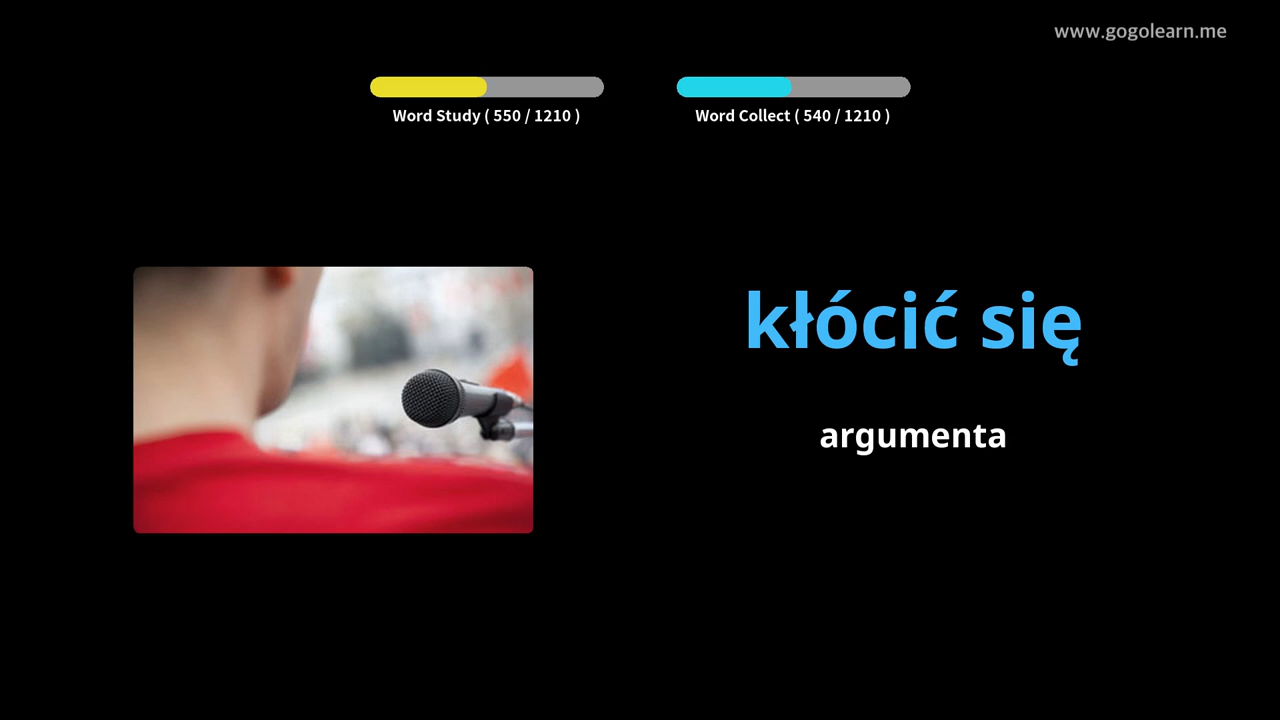 www.gogolearn.me
Word Study ( 550 / 1210 )
Word Collect ( 540 / 1210 )
kłócić się
argumenta